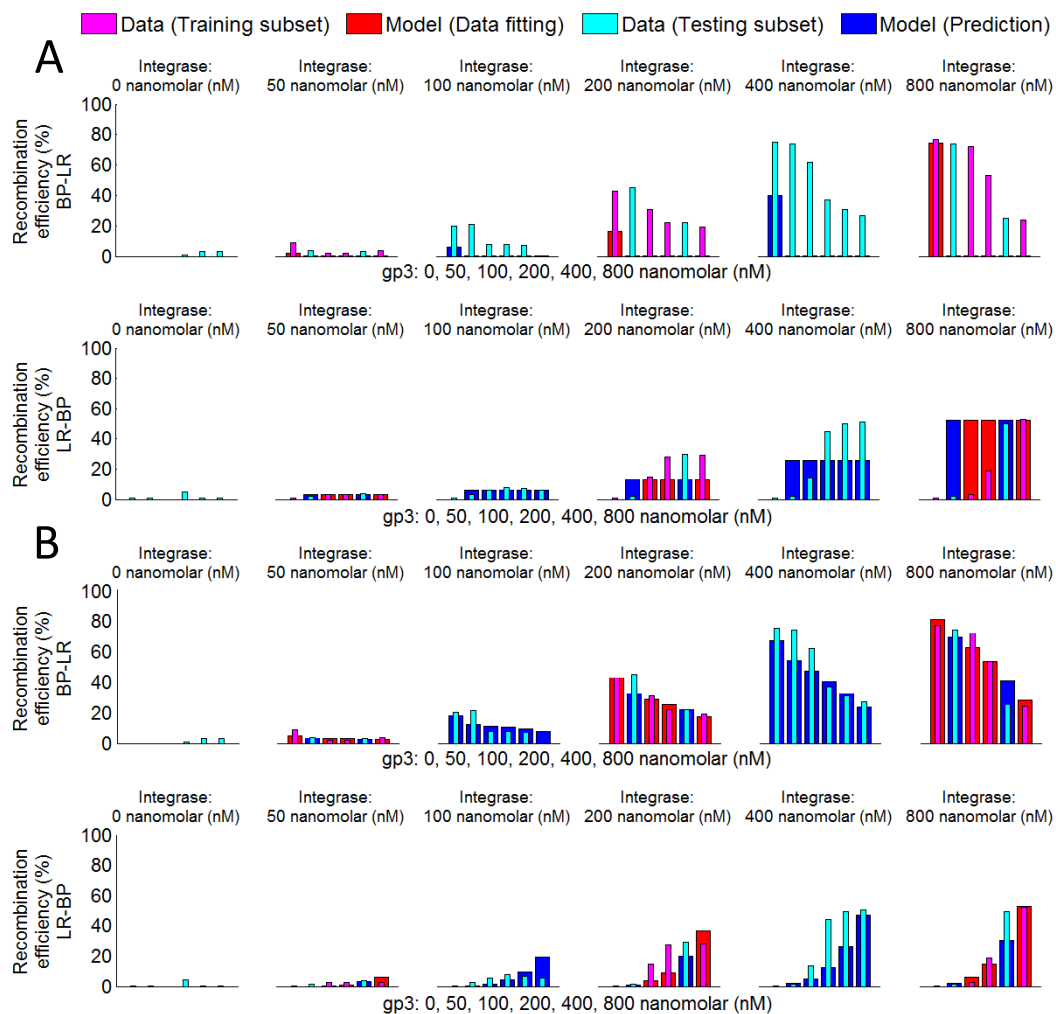 Data (Training subset) Model (Data fitting) Data (Testing subset) Model (Prediction)
A
Integrase: Integrase: Integrase: Integrase: Integrase: Integrase:
0 nanomolar (nM) 50 nanomolar (nM) 100 nanomolar (nM) 200 nanomolar (nM) 400 nanomolar (nM) 800 nanomolar (nM)
Recombination
efficiency (%)
BP-LR
100
80
60
40
20
0
gp3: 0, 50, 100, 200, 400, 800 nanomolar (nM)
Integrase: Integrase: Integrase: Integrase: Integrase: Integrase:
0 nanomolar (nM) 50 nanomolar (nM) 100 nanomolar (nM) 200 nanomolar (nM) 400 nanomolar (nM) 800 nanomolar (nM)
Recombination
efficiency (%)
LR-BP
100
80
60
40
20
0
gp3: 0, 50, 100, 200, 400, 800 nanomolar (nM)
B
Integrase: Integrase: Integrase: Integrase: Integrase: Integrase:
0 nanomolar (nM) 50 nanomolar (nM) 100 nanomolar (nM) 200 nanomolar (nM) 400 nanomolar (nM) 800 nanomolar (nM)
Recombination
efficiency (%)
BP-LR
100
80
60
40
20
0
gp3: 0, 50, 100, 200, 400, 800 nanomolar (nM)
Integrase: Integrase: Integrase: Integrase: Integrase: Integrase:
0 nanomolar (nM) 50 nanomolar (nM) 100 nanomolar (nM) 200 nanomolar (nM) 400 nanomolar (nM) 800 nanomolar (nM)
Recombination
efficiency (%)
LR-BP
100
80
60
40
20
0
gp3: 0, 50, 100, 200, 400, 800 nanomolar (nM)